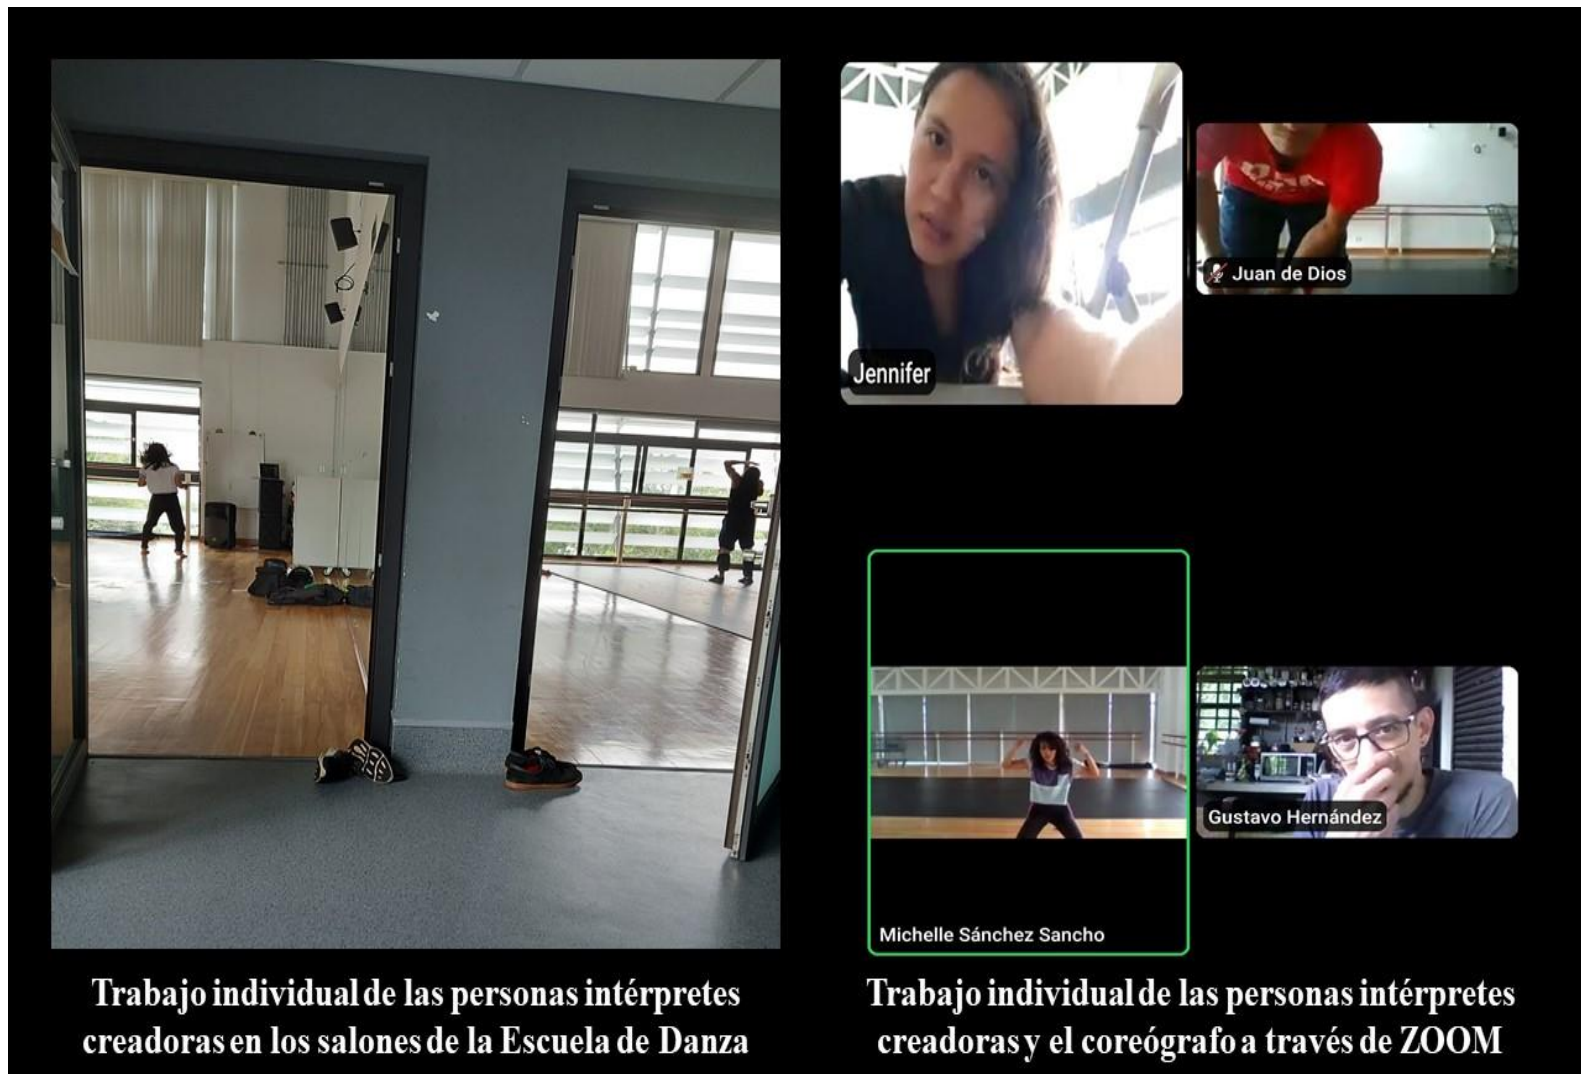 Jennifer
Juan de Dios
Michelle Sánchez Sancho
Gustavo Hernández
Trabajo individual de las personas intérpretes
creadoras en los salones de la Escuela de Danza
Trabajo individual de las personas intérpretes
creadoras y el coreógrafo a través de ZOOM